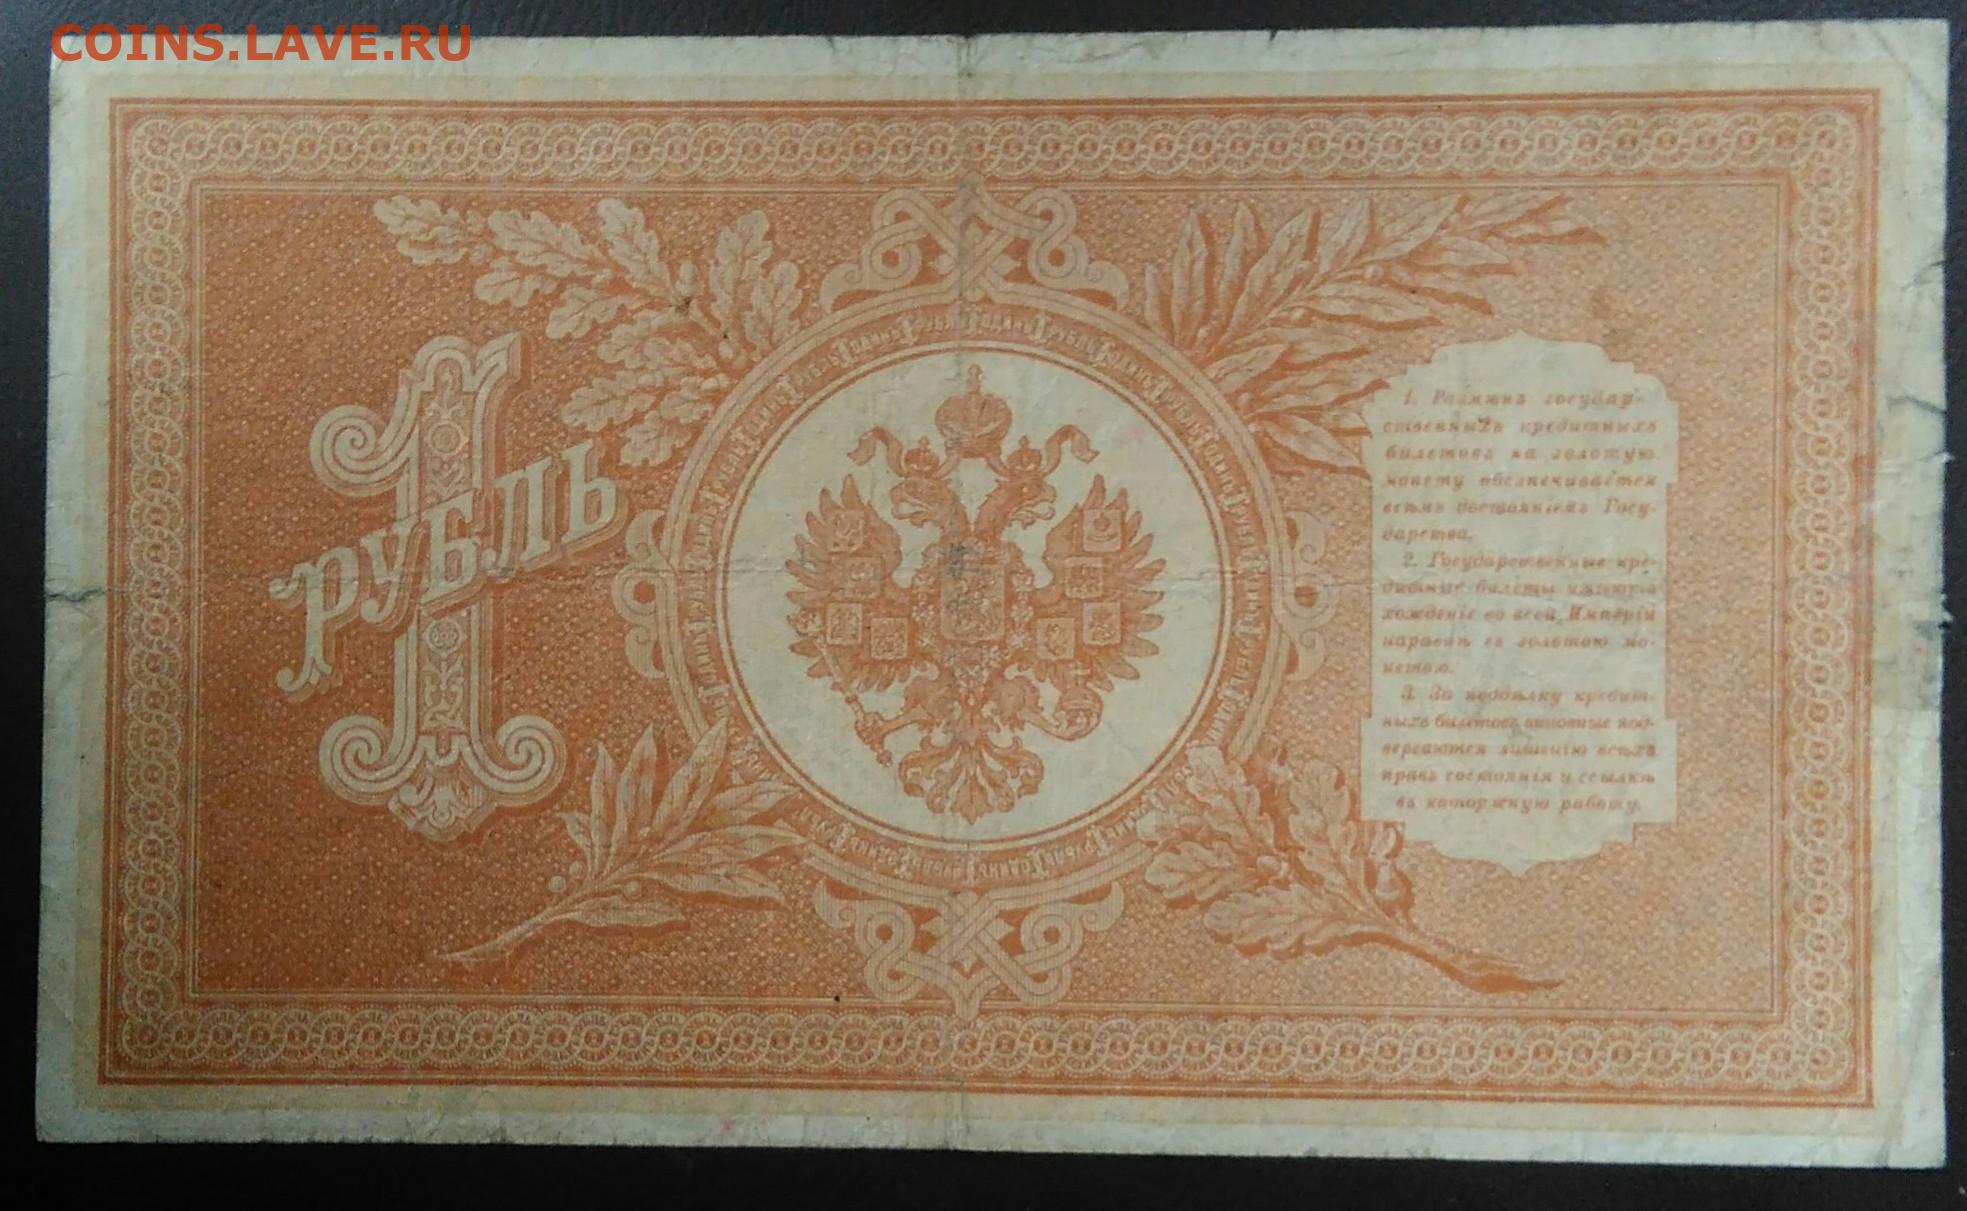 COINS.LAVE.RU
1
РУБЛЬ
1. Размѣнъ государ-
ственныхъ кредитныхъ
билетовъ на золотую
монету обезпечивается
всѣмъ достояніемъ Госу-
дарства.
2. Государственные кре-
дитные билеты имѣютъ
хожденіе во всей Имперіи
наравнѣ съ золотою мо-
нетою.
3. За поддѣлку кредит-
ныхъ билетовъ виновные под-
вергаются лишенію всѣхъ
правъ состоянія и ссылкѣ
въ каторжную работу.